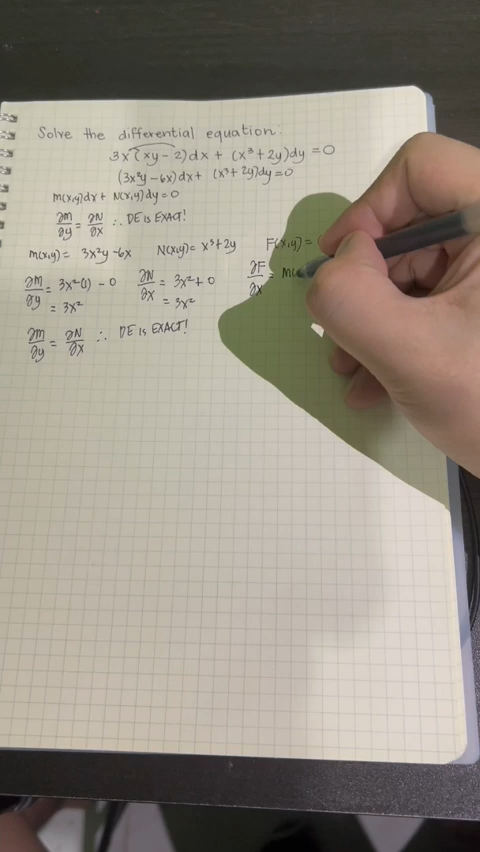 Solve the differential equation:
3x(xy-2)dx + (x³+2y)dy = 0
(3x²y-6x)dx + (x³+2y)dy = 0
M(x,y)dx + N(x,y)dy = 0
∂M/∂y = ∂N/∂x ∴ DE is EXACT!
M(x,y) = 3x²y-6x N(x,y) = x³+2y F(x,y) =
∂M/∂y = 3x²(1) - 0 ∂N/∂x = 3x²+0 ∂F/∂x = M(
= 3x² = 3x²
∂M/∂y = ∂N/∂x ∴ DE is EXACT!